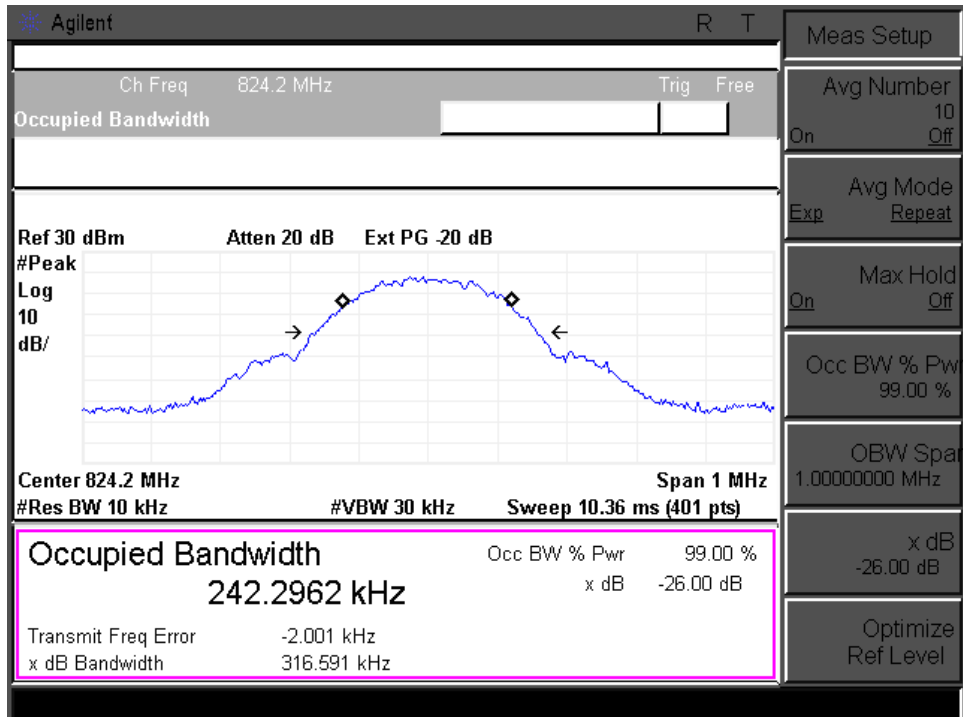 Agilent R T
Ch Freq 824.2 MHz Trig Free
Occupied Bandwidth
Ref 30 dBm Atten 20 dB Ext PG -20 dB
#Peak
Log
10
dB/
Center 824.2 MHz Span 1 MHz
#Res BW 10 kHz #VBW 30 kHz Sweep 10.36 ms (401 pts)
Occupied Bandwidth Occ BW % Pwr 99.00 %
242.2962 kHz x dB -26.00 dB
Transmit Freq Error -2.001 kHz
x dB Bandwidth 316.591 kHz
Meas Setup
Avg Number
10
On Off
Avg Mode
Exp Repeat
Max Hold
On Off
Occ BW % Pwr
99.00 %
OBW Spa
1.00000000 MHz
x dB
-26.00 dB
Optimize
Ref Level